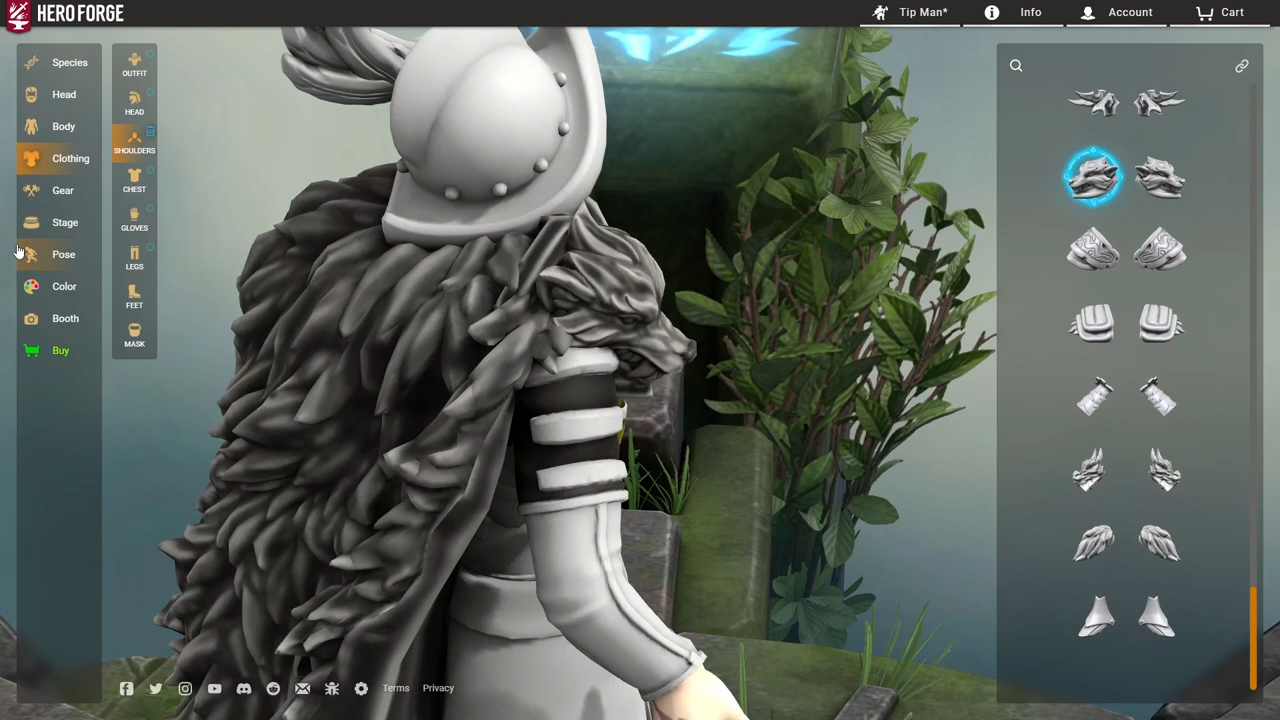 HERO FORGE
Tip Man*
Info
Account
Cart
Species
Head
Body
Clothing
Gear
Stage
Pose
Color
Booth
Buy
OUTFIT
HEAD
SHOULDERS
CHEST
GLOVES
LEGS
FEET
MASK
Terms
Privacy